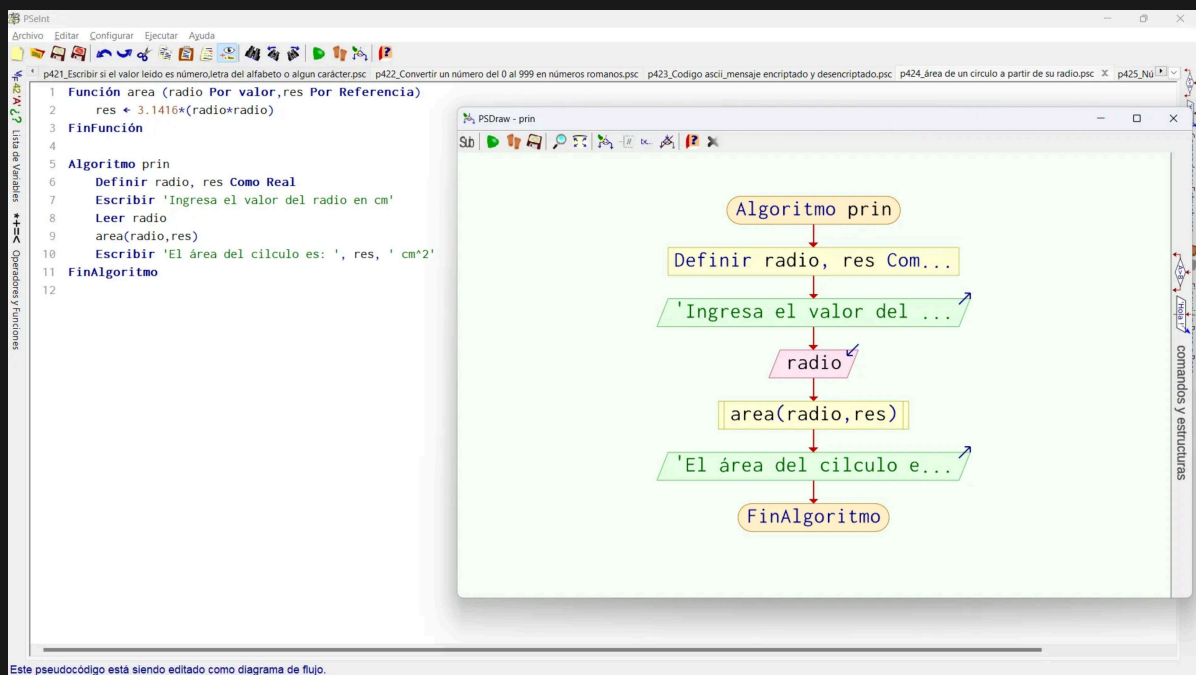 PSeInt
Archivo Editar Configurar Ejecutar Ayuda
p421_Escribir si el valor leido es número,letra del alfabeto o algun carácter.psc p422_Convertir un número del 0 al 999 en números romanos.psc p423_Codigo ascii_mensaje encriptado y desencriptado.psc p424_área de un circulo a partir de su radio.psc X p425_Nú
Lista de Variables
*+=< Operadores y Funciones
1 Función area (radio Por valor,res Por Referencia)
2 res ← 3.1416*(radio*radio)
3 FinFunción
4
5 Algoritmo prin
6 Definir radio, res Como Real
7 Escribir 'Ingresa el valor del radio en cm'
8 Leer radio
9 area(radio,res)
10 Escribir 'El área del cilculo es: ', res, ' cm^2'
11 FinAlgoritmo
12
PSDraw - prin
Sub
Algoritmo prin
Definir radio, res Com...
'Ingresa el valor del ...
radio
area(radio,res)
'El área del cilculo e...
FinAlgoritmo
A>B
'Hola !'
comandos y estructuras
Este pseudocódigo está siendo editado como diagrama de flujo.